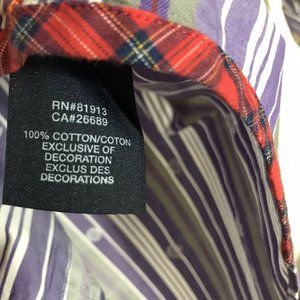 RN#81913
CA#26689
100% COTTON/COTON
EXCLUSIVE OF
DECORATION
EXCLUS DES
DECORATIONS